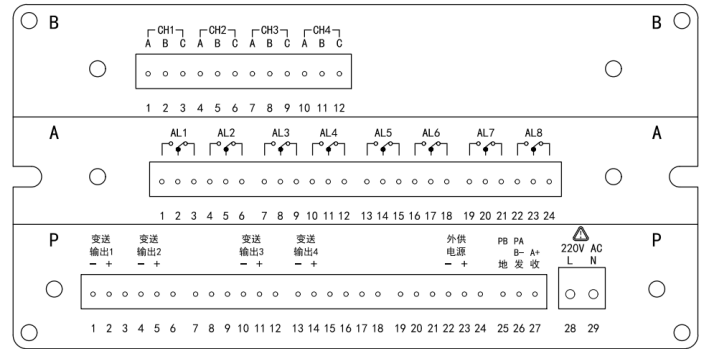 B B
CH1 CH2 CH3 CH4
A B C A B C A B C A B C
1 2 3 4 5 6 7 8 9 10 11 12
A A
AL1 AL2 AL3 AL4 AL5 AL6 AL7 AL8
1 2 3 4 5 6 7 8 9 10 11 12 13 14 15 16 17 18 19 20 21 22 23 24
P P
变送 变送 变送 变送 外供 PB PA
输出1 输出2 输出3 输出4 电源 B- A+ 220V AC
- + - + - + - + - + 地 发 收 L N
1 2 3 4 5 6 7 8 9 10 11 12 13 14 15 16 17 18 19 20 21 22 23 24 25 26 27 28 29